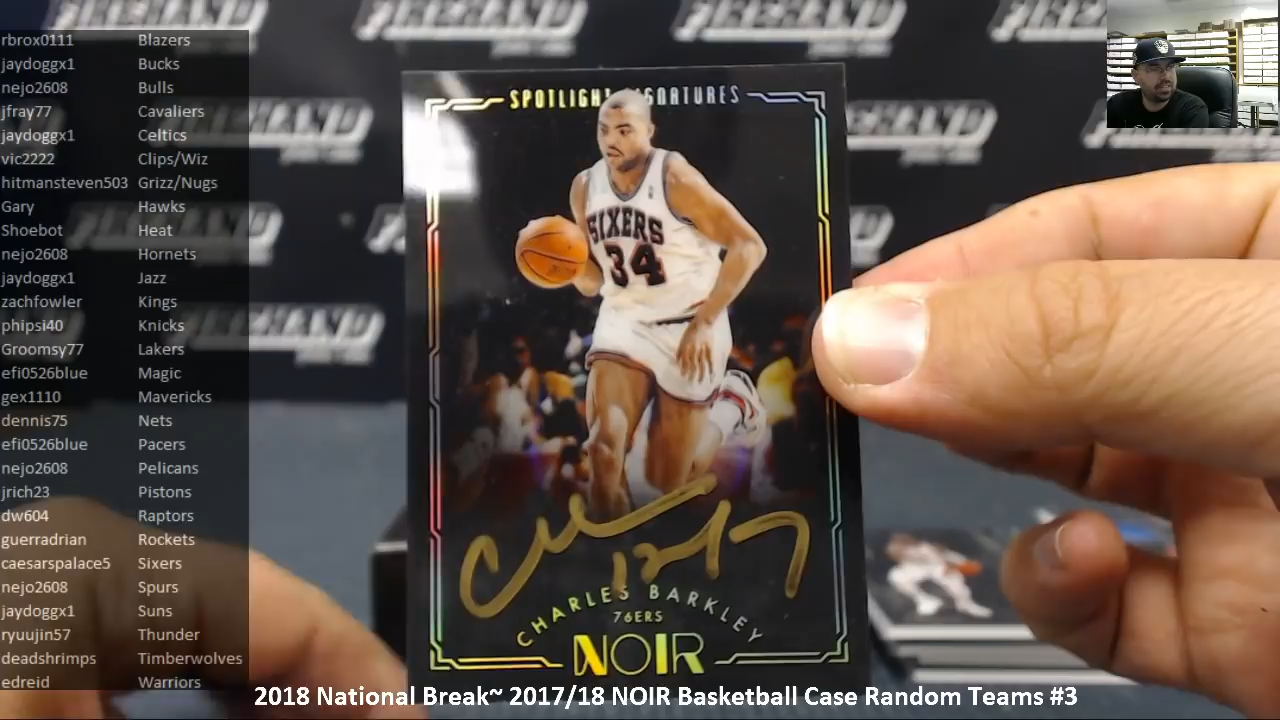 rbrox0111 Blazers
jaydoggx1 Bucks
nejo2608 Bulls
jfray77 Cavaliers
jaydoggx1 Celtics
vic2222 Clips/Wiz
hitmansteven503 Grizz/Nugs
Gary Hawks
Shoebot Heat
nejo2608 Hornets
jaydoggx1 Jazz
zachfowler Kings
phipsi40 Knicks
Groomsy77 Lakers
efi0526blue Magic
gex1110 Mavericks
dennis75 Nets
efi0526blue Pacers
nejo2608 Pelicans
jrich23 Pistons
dw604 Raptors
guerradrian Rockets
caesarspalace5 Sixers
nejo2608 Spurs
jaydoggx1 Suns
ryuujin57 Thunder
deadshrimps Timberwolves
edreid Warriors
SPOTLIGHT SIGNATURES
SIXERS
34
CHARLES BARKLEY
76ERS
NOIR
2018 National Break~ 2017/18 NOIR Basketball Case Random Teams #3